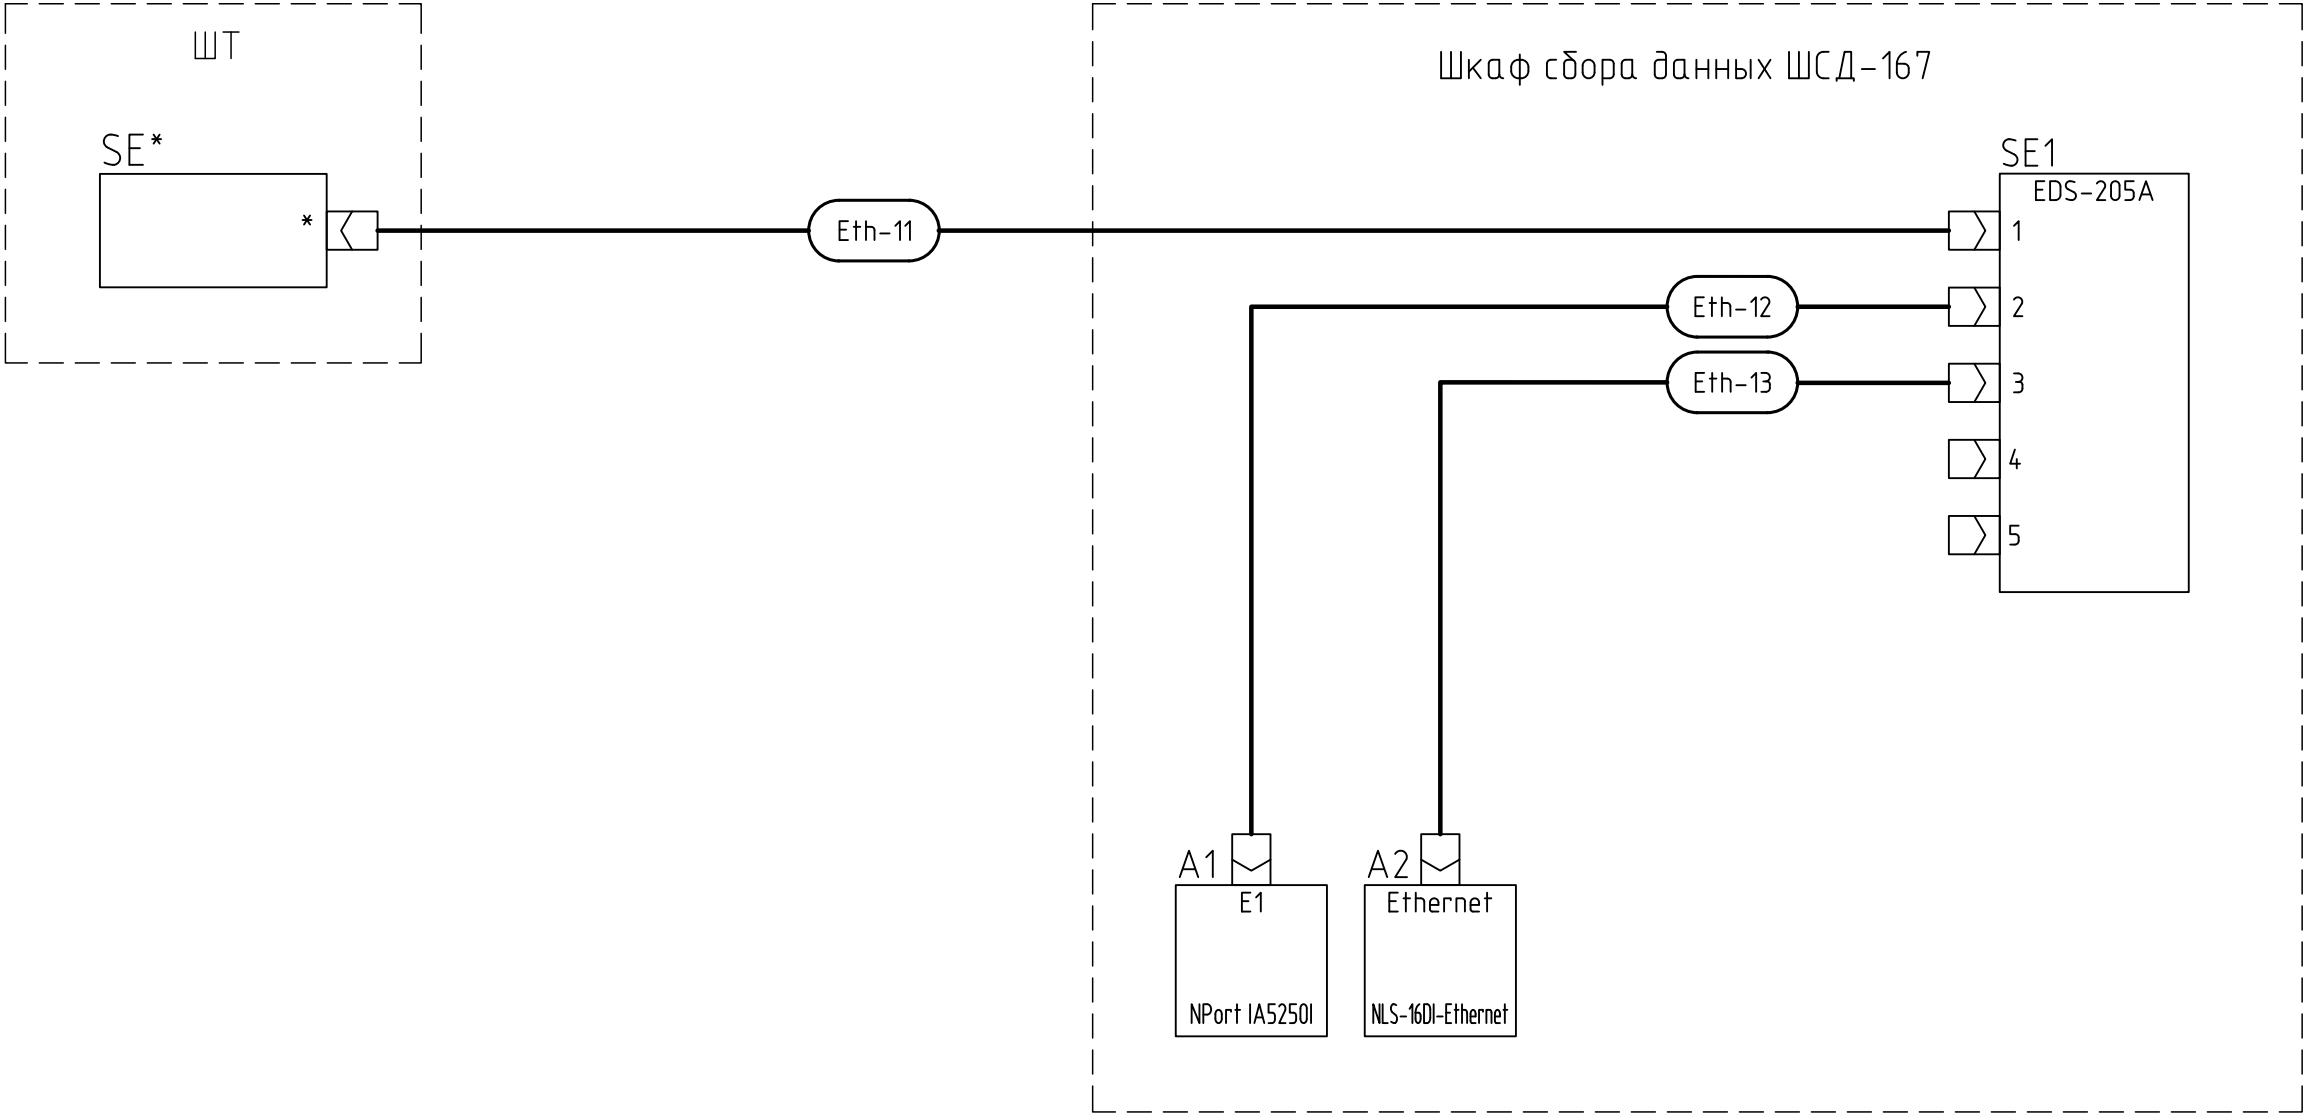 ШТ
Шкаф сбора данных ШСД-167
SE*
*
Eth-11
SE1
EDS-205A
1
Eth-12
2
Eth-13
3
4
5
A1
E1
NPort IA5250I
A2
Ethernet
NLS-16DI-Ethernet